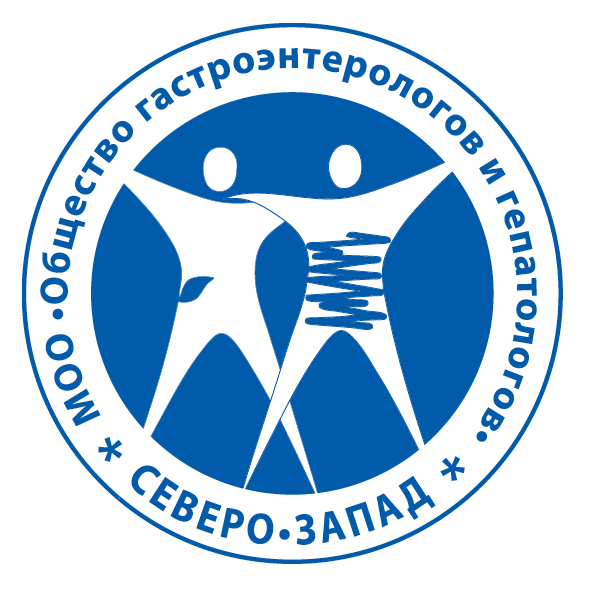 МОО •Общество гастроэнтерологов и гепатологов•
* СЕВЕРО•ЗАПАД *